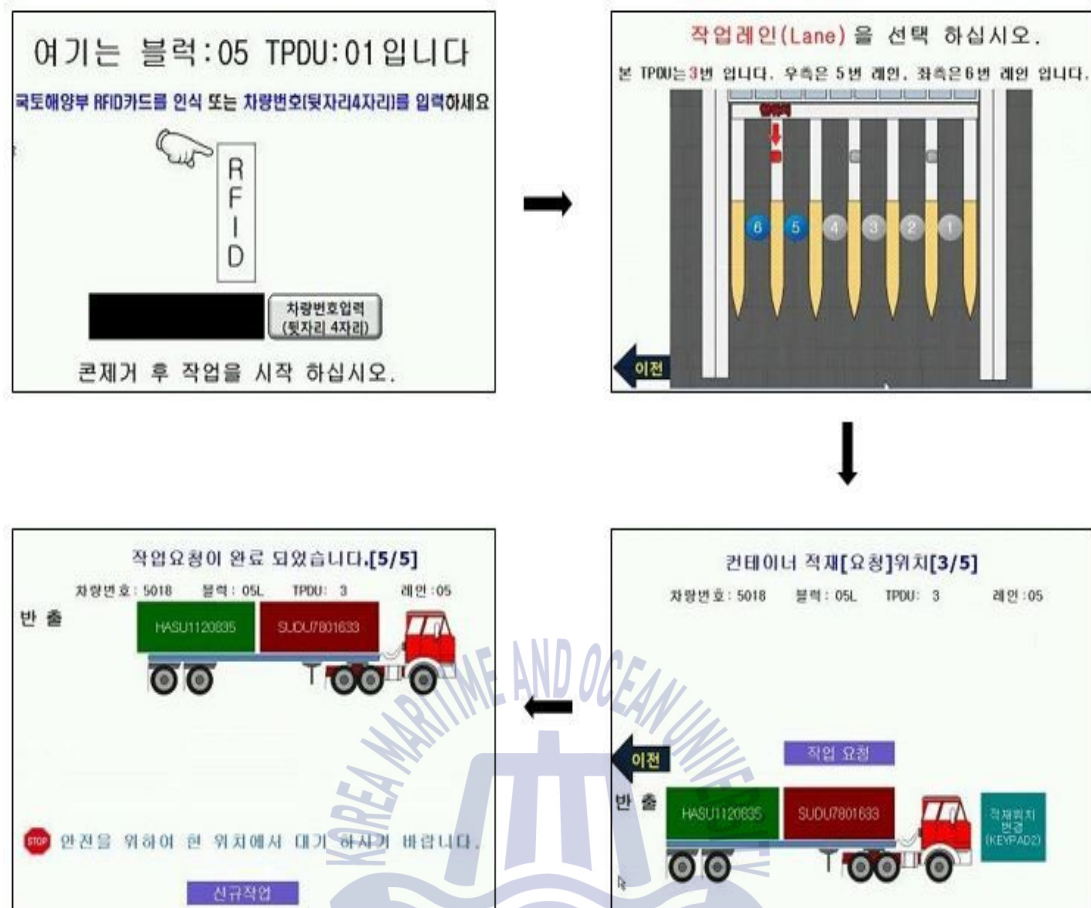 여기는 블럭:05 TPDU:01입니다
국토해양부 RFID카드를 인식 또는 차량번호(뒷자리4자리)를 입력하세요
R
F
I
D
차량번호입력
(뒷자리 4자리)
콘제거 후 작업을 시작 하십시오.
작업레인(Lane) 을 선택 하십시오.
본 TPDU는3번 입니다. 우측은 5번 레인, 좌측은6번 레인 입니다.
6 5 4 3 2 1
이전
컨테이너 적재[요청]위치[3/5]
차량번호: 5018 블럭: 05L TPDU: 3 레인:05
이전
작업 요청
반 출
HASU1120835 SUDU7801633
적재위치
변경
(KEYPAD2)
작업요청이 완료 되었습니다.[5/5]
차량번호: 5018 블럭: 05L TPDU: 3 레인:05
반 출
HASU1120835 SUDU7801633
STOP 안전을 위하여 현 위치에서 대기 하시기 바랍니다.
신규작업
KOREA MARITIME AND OCEAN UNIVERSITY